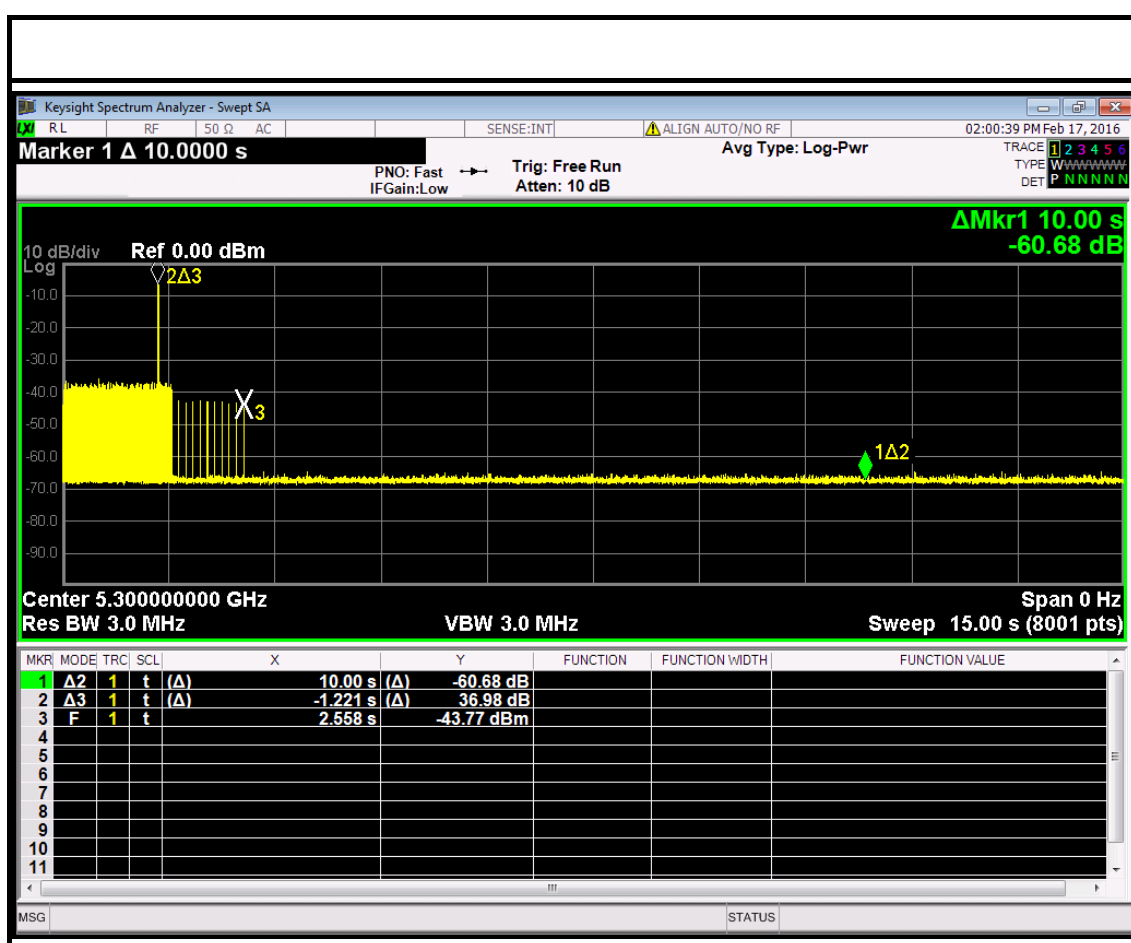 Keysight Spectrum Analyzer - Swept SA
LXI RL RF 50 Ω AC SENSE:INT ALIGN AUTO/NO RF 02:00:39 PM Feb 17, 2016
Marker 1 Δ 10.0000 s
PNO: Fast
IFGain:Low
Trig: Free Run
Atten: 10 dB
Avg Type: Log-Pwr
TRACE 1 2 3 4 5 6
TYPE WWWWWW
DET P N N N N N
ΔMkr1 10.00 s
-60.68 dB
10 dB/div Ref 0.00 dBm
Log
2Δ3
-10.0
-20.0
-30.0
-40.0
X3
-50.0
-60.0
1Δ2
-70.0
-80.0
-90.0
Center 5.300000000 GHz Span 0 Hz
Res BW 3.0 MHz VBW 3.0 MHz Sweep 15.00 s (8001 pts)
MKR MODE TRC SCL X Y FUNCTION FUNCTION WIDTH FUNCTION VALUE
1 Δ2 1 t (Δ) 10.00 s (Δ) -60.68 dB
2 Δ3 1 t (Δ) -1.221 s (Δ) 36.98 dB
3 F 1 t 2.558 s -43.77 dBm
4
5
6
7
8
9
10
11
MSG STATUS